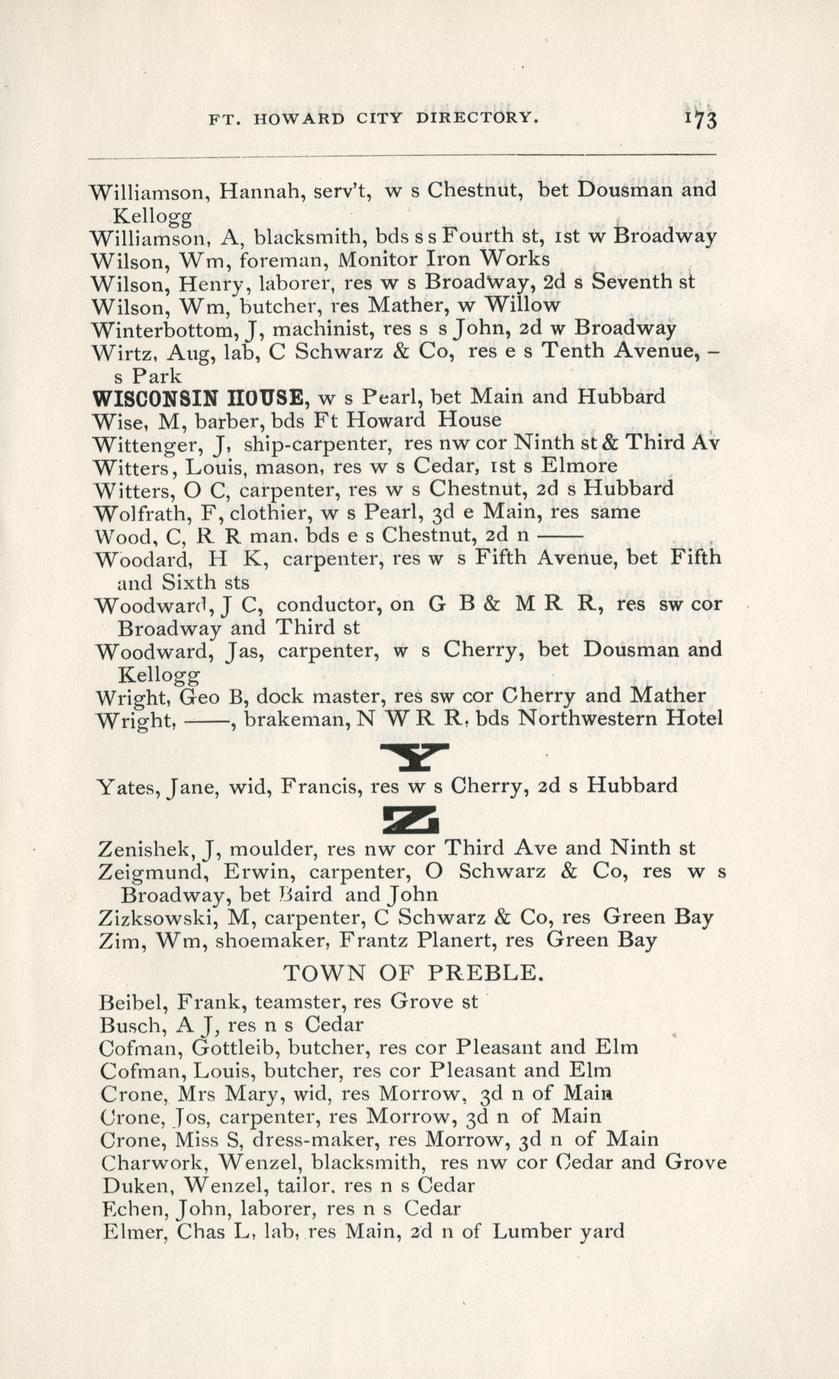 FT. HOWARD CITY DIRECTORY. 173
Williamson, Hannah, serv't, w s Chestnut, bet Dousman and
Kellogg
Williamson, A, blacksmith, bds s s Fourth st, 1st w Broadway
Wilson, Wm, foreman, Monitor Iron Works
Wilson, Henry, laborer, res w s Broadway, 2d s Seventh st
Wilson, Wm, butcher, res Mather, w Willow
Winterbottom, J, machinist, res s s John, 2d w Broadway
Wirtz, Aug, lab, C Schwarz & Co, res e s Tenth Avenue, –
s Park
WISCONSIN HOUSE, w s Pearl, bet Main and Hubbard
Wise, M, barber, bds Ft Howard House
Wittenger, J, ship-carpenter, res nw cor Ninth st & Third Av
Witters, Louis, mason, res w s Cedar, 1st s Elmore
Witters, O C, carpenter, res w s Chestnut, 2d s Hubbard
Wolfrath, F, clothier, w s Pearl, 3d e Main, res same
Wood, C, R R man. bds e s Chestnut, 2d n ——
Woodard, H K, carpenter, res w s Fifth Avenue, bet Fifth
and Sixth sts
Woodward, J C, conductor, on G B & M R R, res sw cor
Broadway and Third st
Woodward, Jas, carpenter, w s Cherry, bet Dousman and
Kellogg
Wright, Geo B, dock master, res sw cor Cherry and Mather
Wright, ——, brakeman, N W R R, bds Northwestern Hotel
Y
Yates, Jane, wid, Francis, res w s Cherry, 2d s Hubbard
Z
Zenishek, J, moulder, res nw cor Third Ave and Ninth st
Zeigmund, Erwin, carpenter, O Schwarz & Co, res w s
Broadway, bet Baird and John
Zizksowski, M, carpenter, C Schwarz & Co, res Green Bay
Zim, Wm, shoemaker, Frantz Planert, res Green Bay
TOWN OF PREBLE.
Beibel, Frank, teamster, res Grove st
Busch, A J, res n s Cedar
Cofman, Gottleib, butcher, res cor Pleasant and Elm
Cofman, Louis, butcher, res cor Pleasant and Elm
Crone, Mrs Mary, wid, res Morrow, 3d n of Main
Crone, Jos, carpenter, res Morrow, 3d n of Main
Crone, Miss S, dress-maker, res Morrow, 3d n of Main
Charwork, Wenzel, blacksmith, res nw cor Cedar and Grove
Duken, Wenzel, tailor. res n s Cedar
Echen, John, laborer, res n s Cedar
Elmer, Chas L, lab, res Main, 2d n of Lumber yard